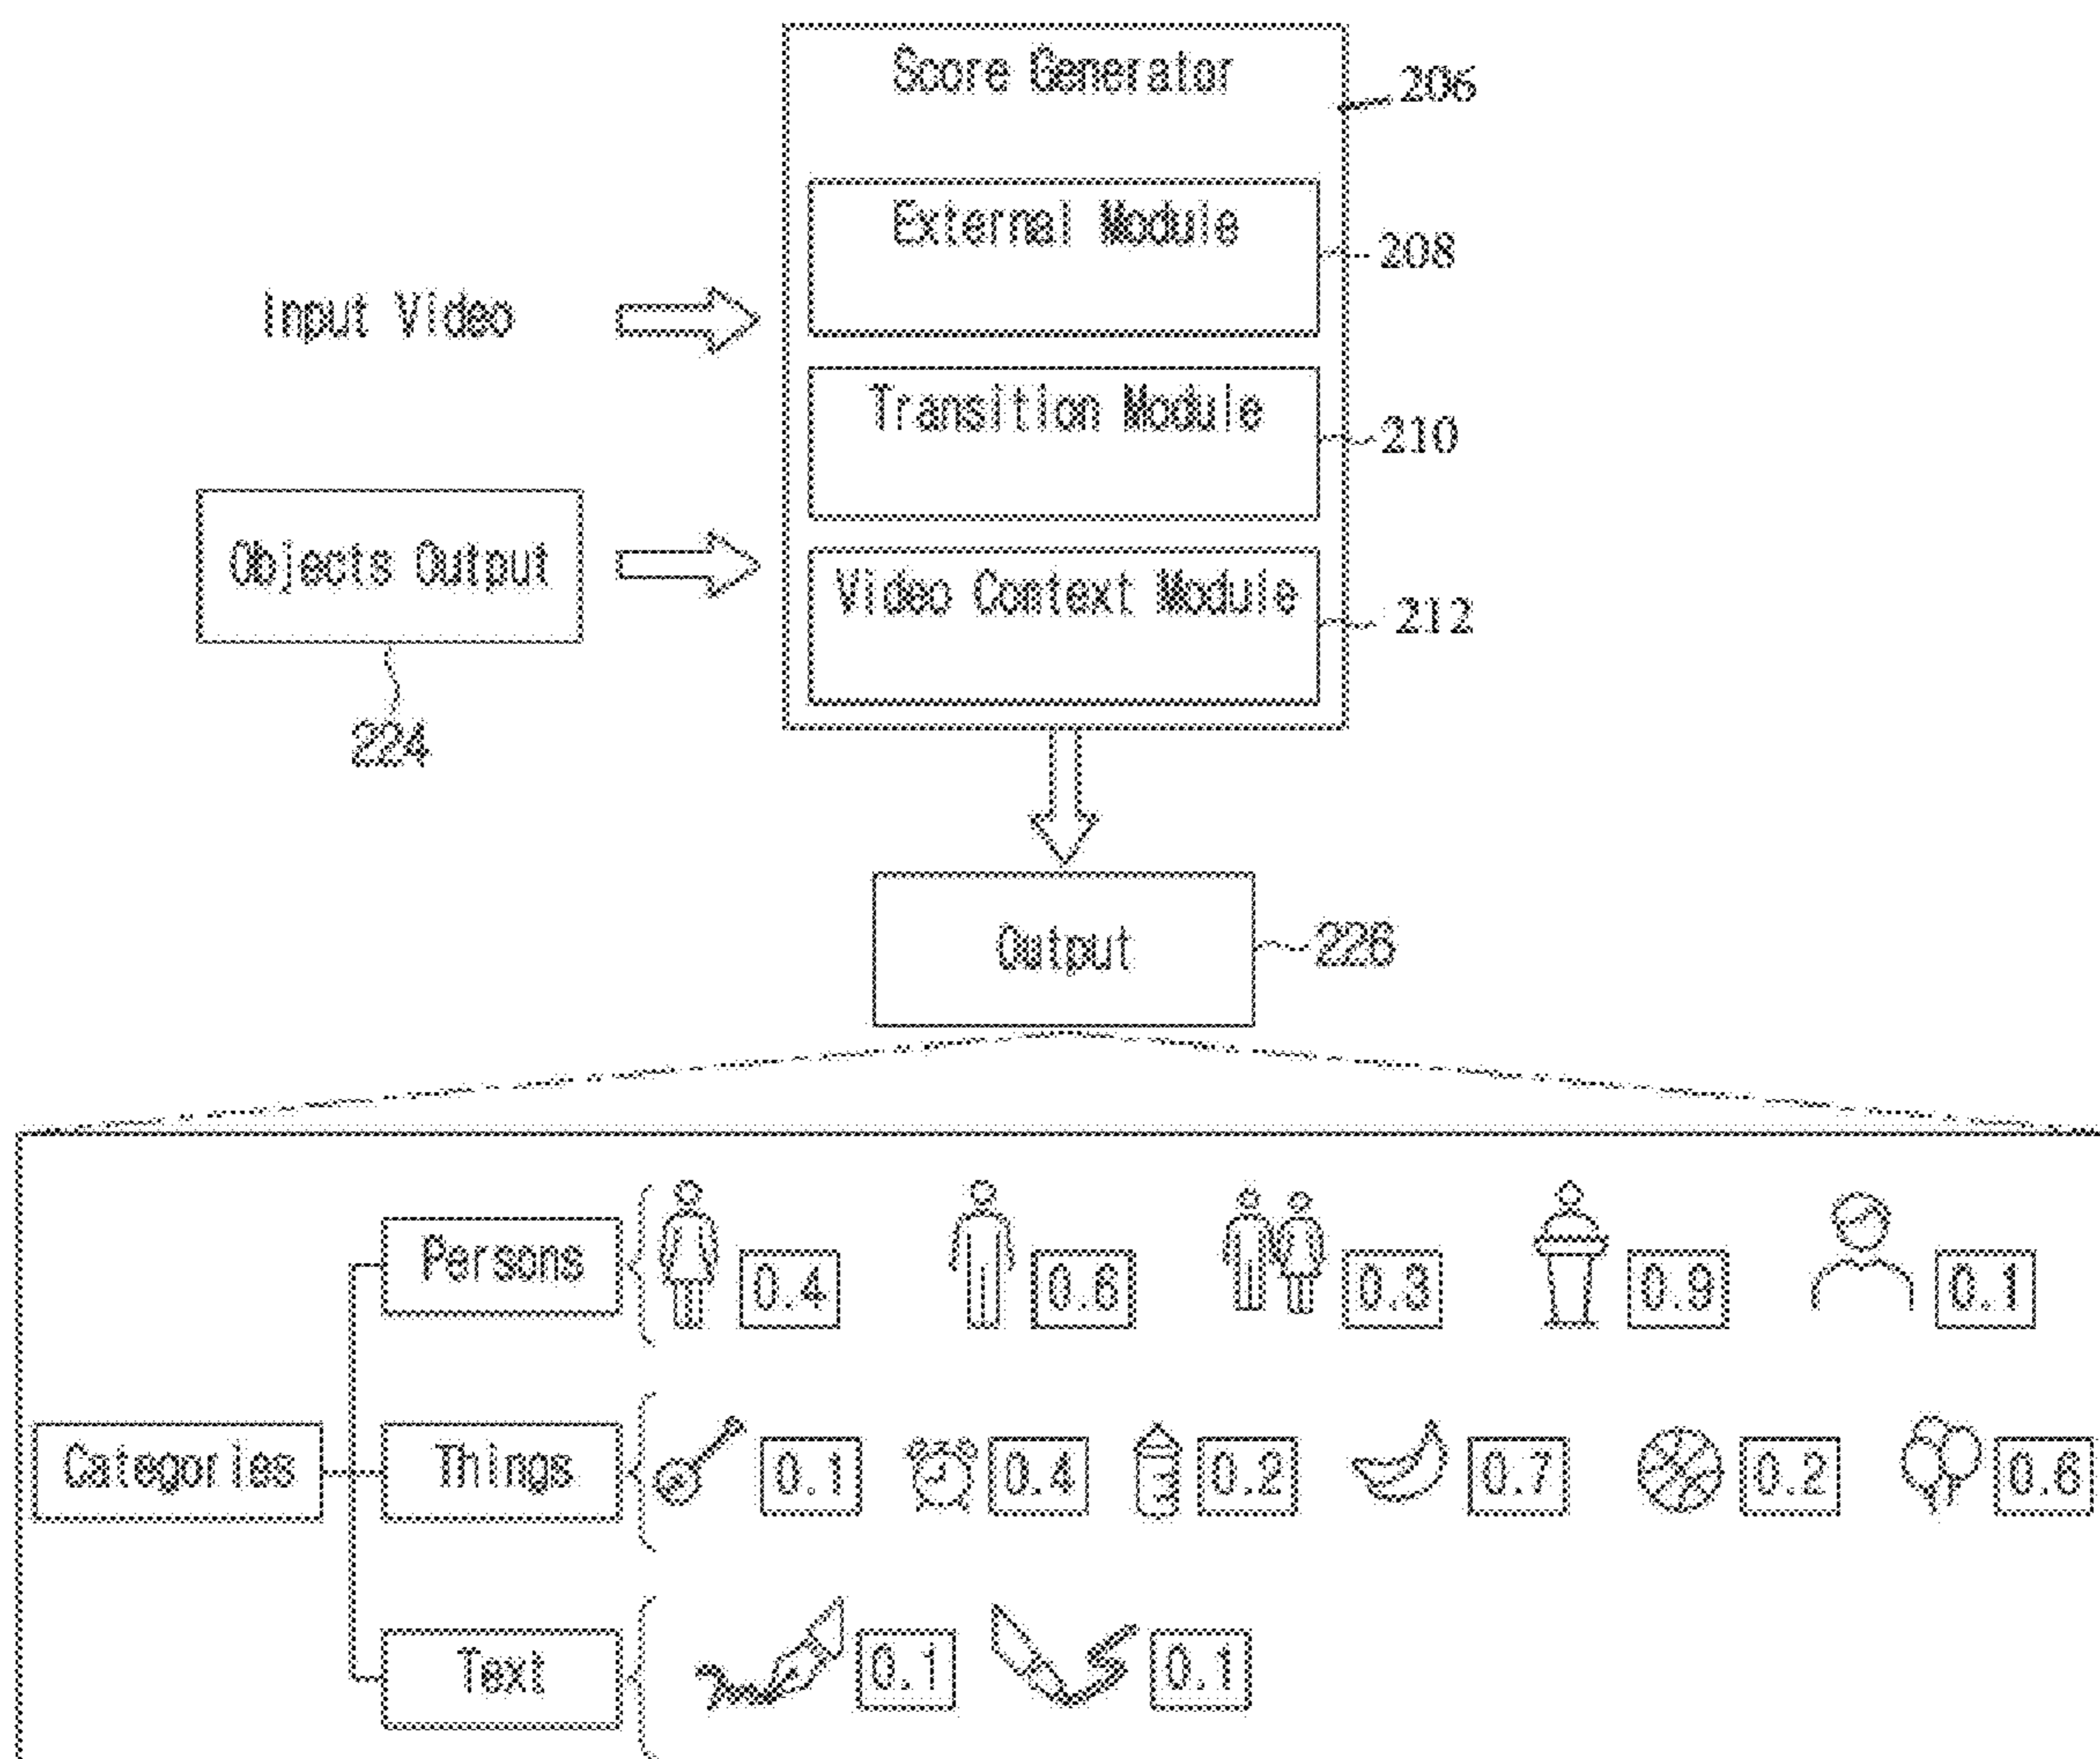 Score Generator
206
External Module
208
Input Video
Transition Module
210
Objects Output
Video Context Module
212
224
Output
226
Persons
0.4
0.6
0.3
0.9
0.1
Categories
Things
0.1
0.4
0.2
0.7
0.2
0.6
Text
0.1
0.1